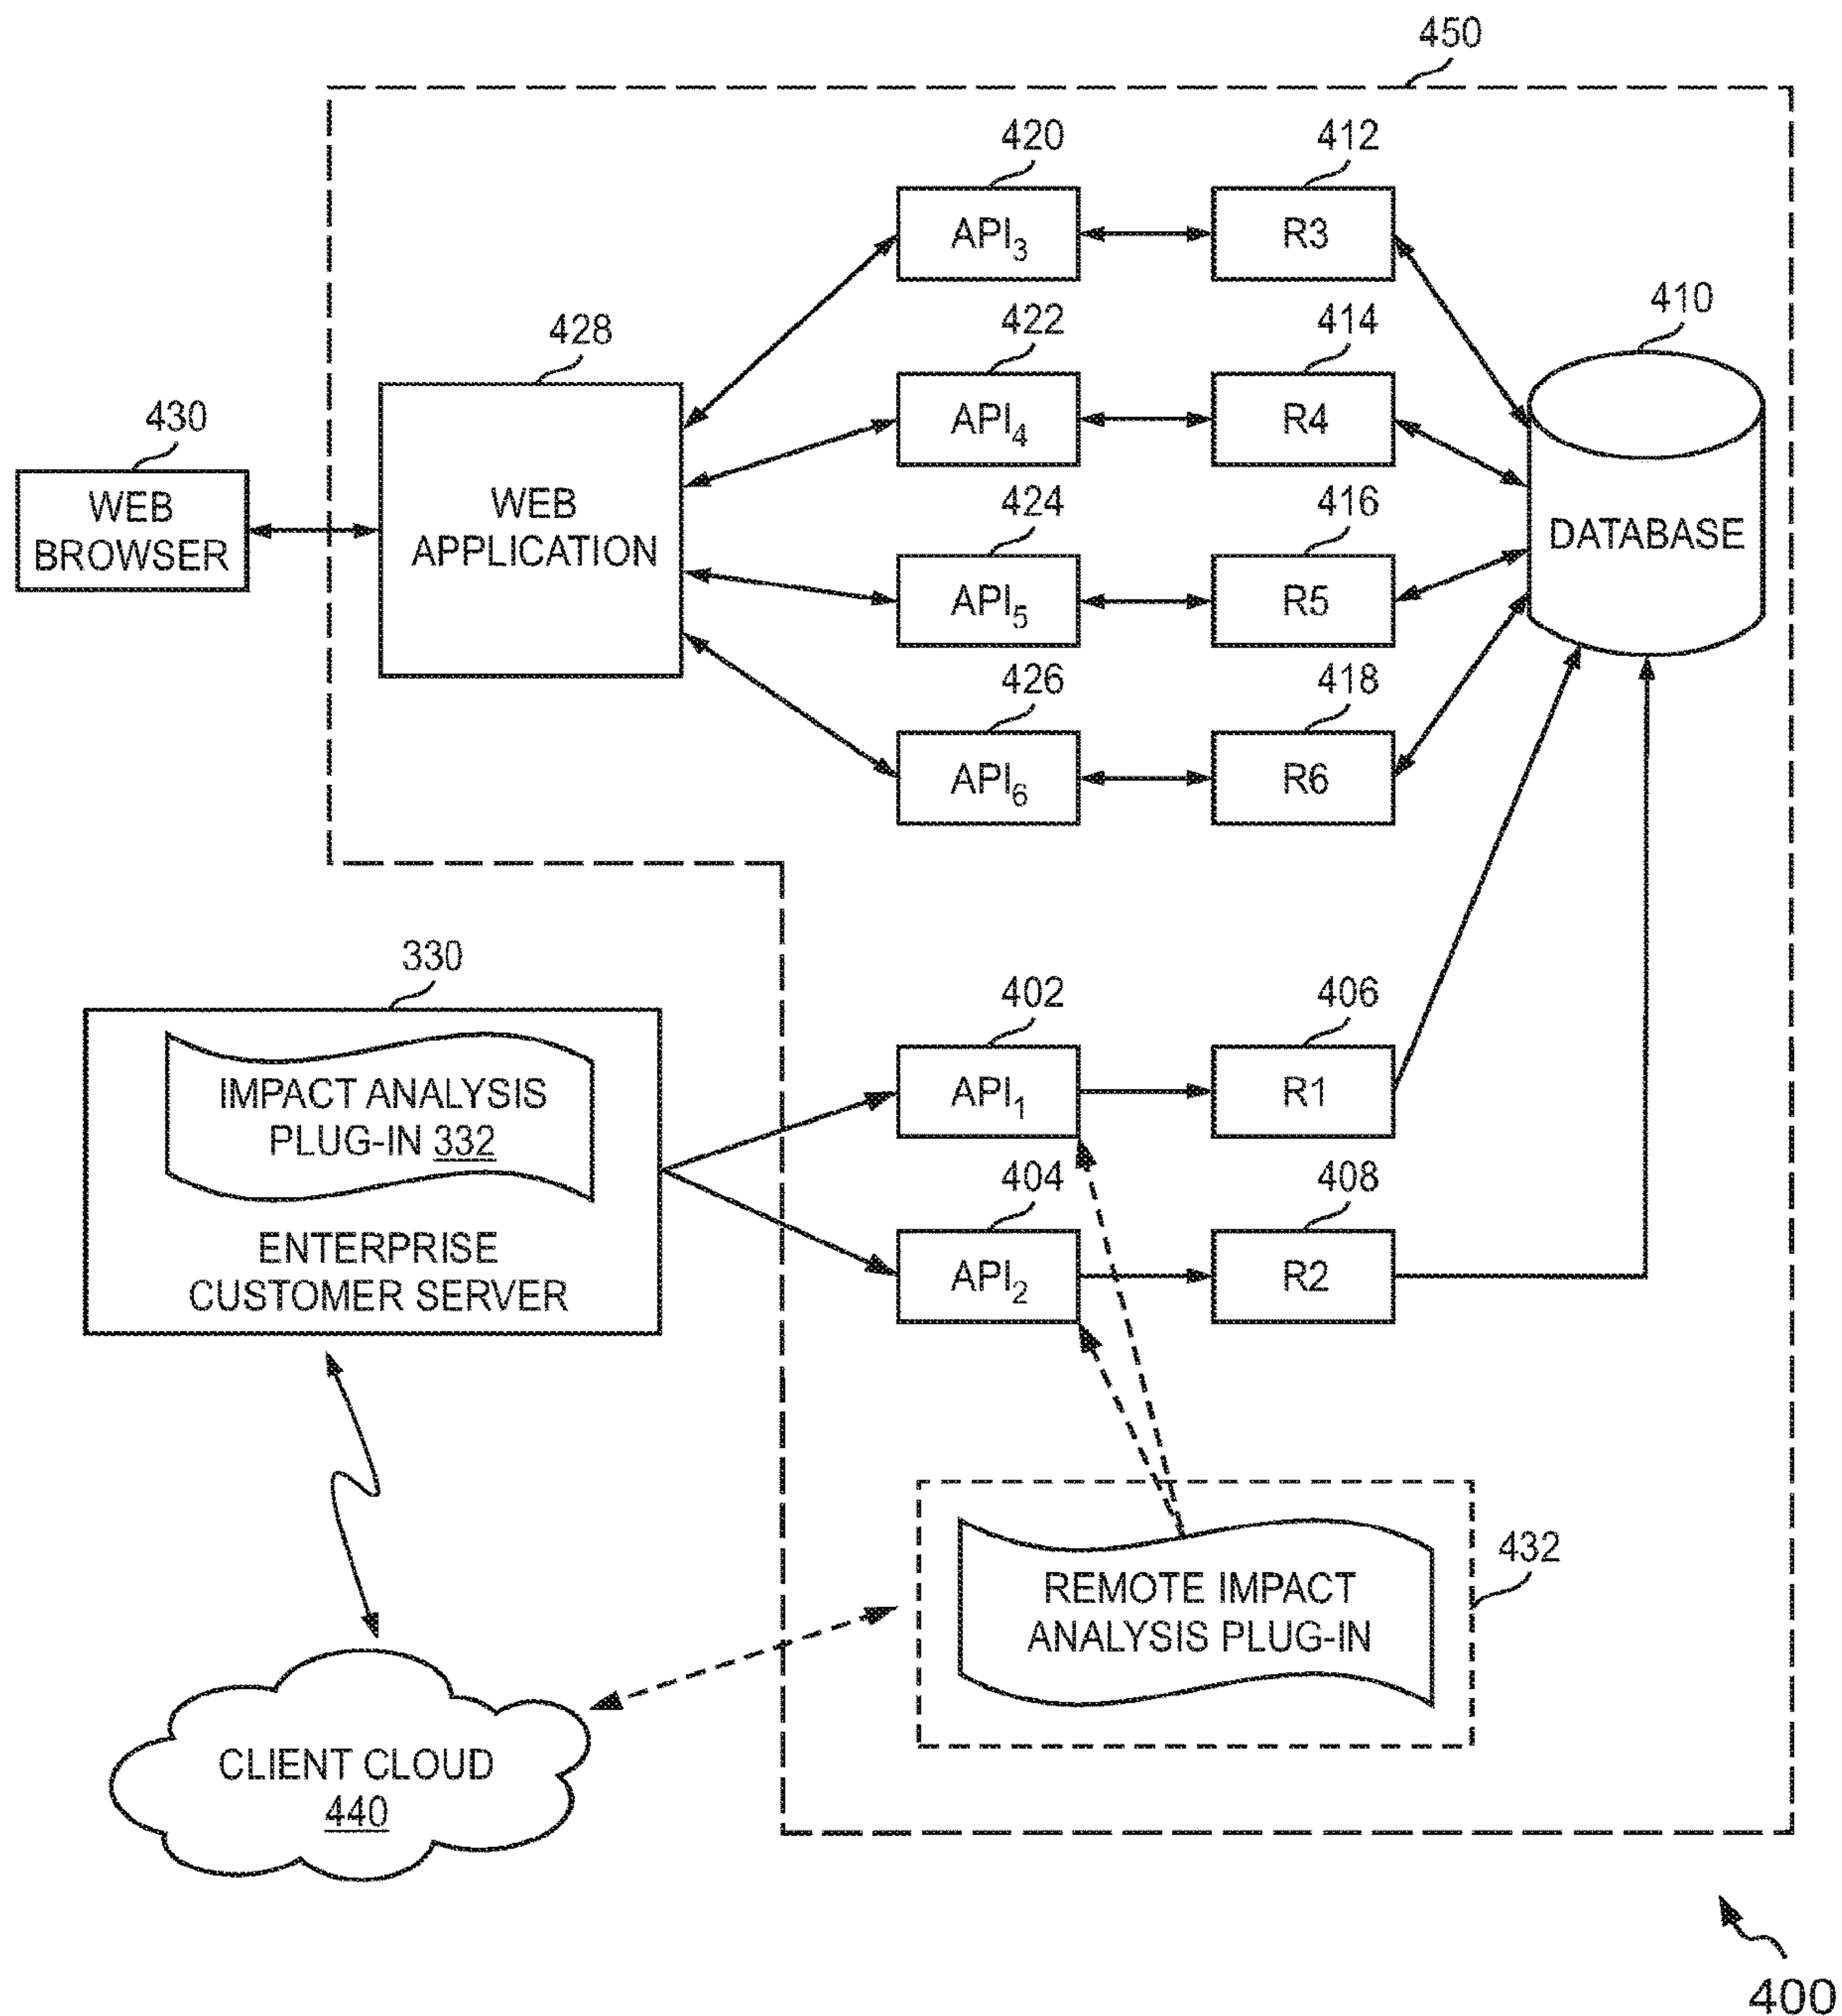 450
420
412
API3
R3
410
428
422
414
430
API4
R4
WEB
BROWSER
WEB
APPLICATION
424
416
DATABASE
API5
R5
426
418
API6
R6
330
402
406
IMPACT ANALYSIS
PLUG-IN 332
API1
R1
404
408
ENTERPRISE
CUSTOMER SERVER
API2
R2
432
REMOTE IMPACT
ANALYSIS PLUG-IN
CLIENT CLOUD
440
400